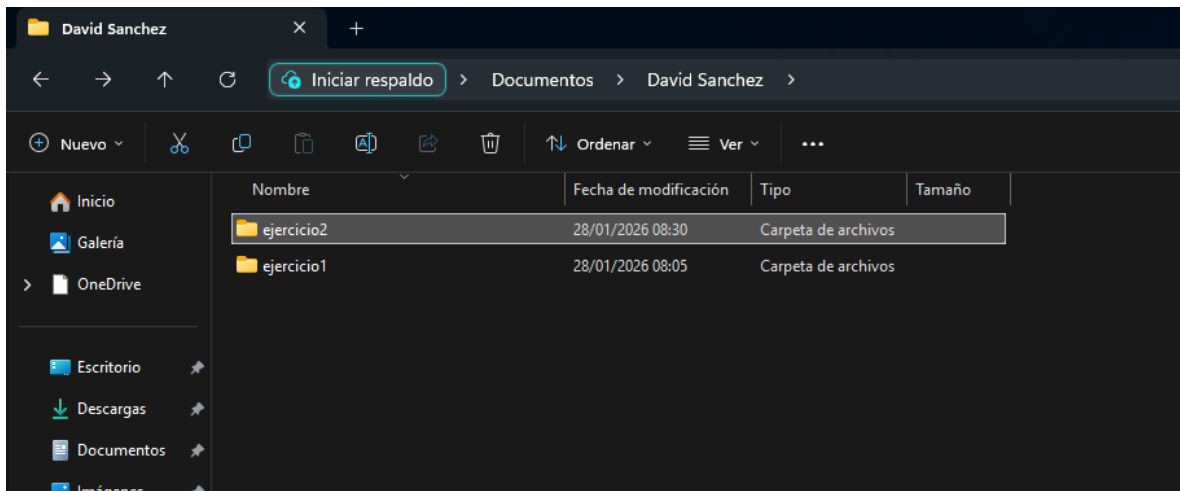 David Sanchez
Iniciar respaldo > Documentos > David Sanchez >
Nuevo Ordenar Ver ...
Nombre Fecha de modificación Tipo Tamaño
Inicio
Galería
OneDrive
Escritorio
Descargas
Documentos
Imágenes
ejercicio2 28/01/2026 08:30 Carpeta de archivos
ejercicio1 28/01/2026 08:05 Carpeta de archivos